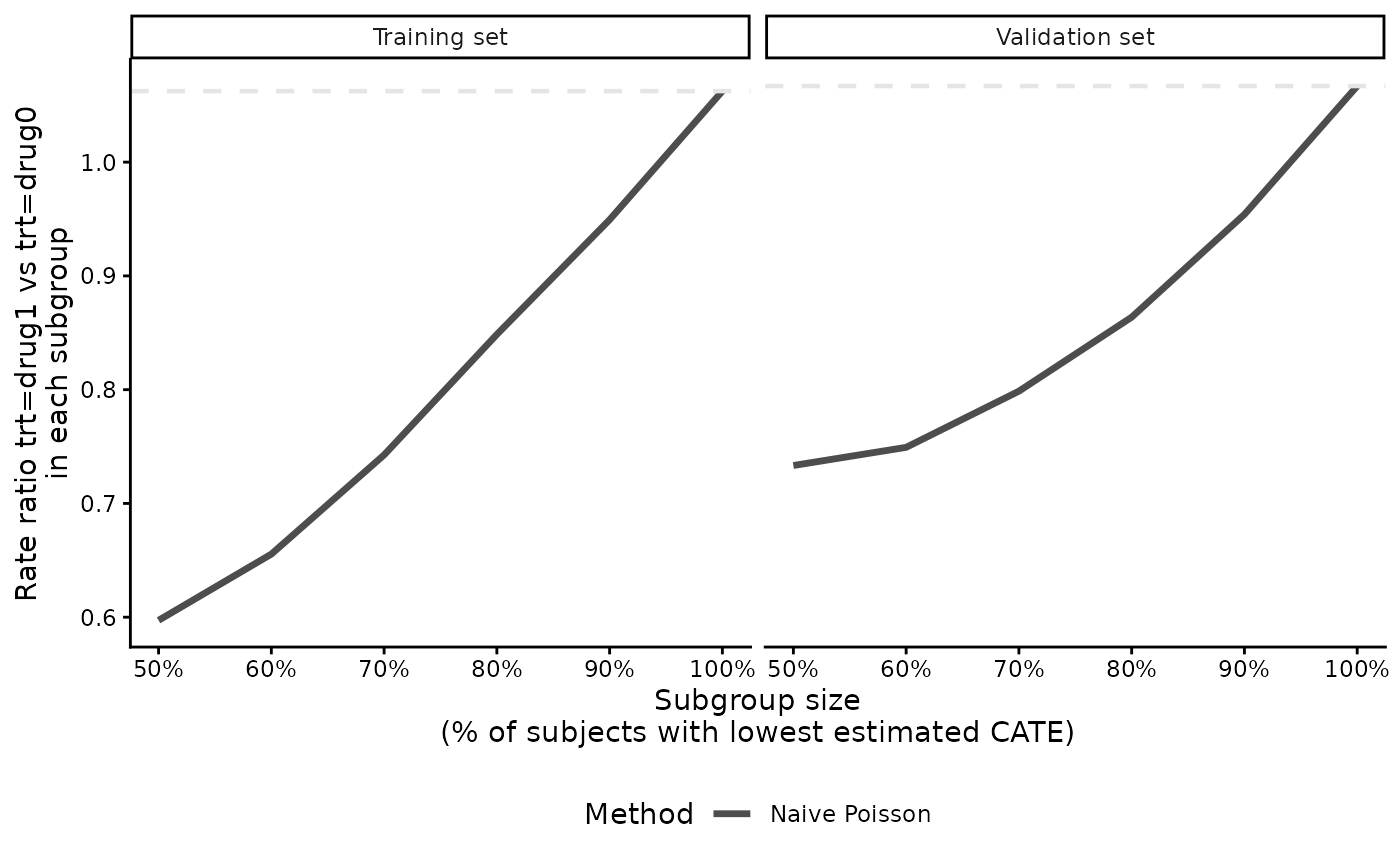 Training set
Validation set
Rate ratio trt=drug1 vs trt=drug0
in each subgroup
1.0
0.9
0.8
0.7
0.6
50% 60% 70% 80% 90% 100%
50% 60% 70% 80% 90% 100%
Subgroup size
(% of subjects with lowest estimated CATE)
Method Naive Poisson